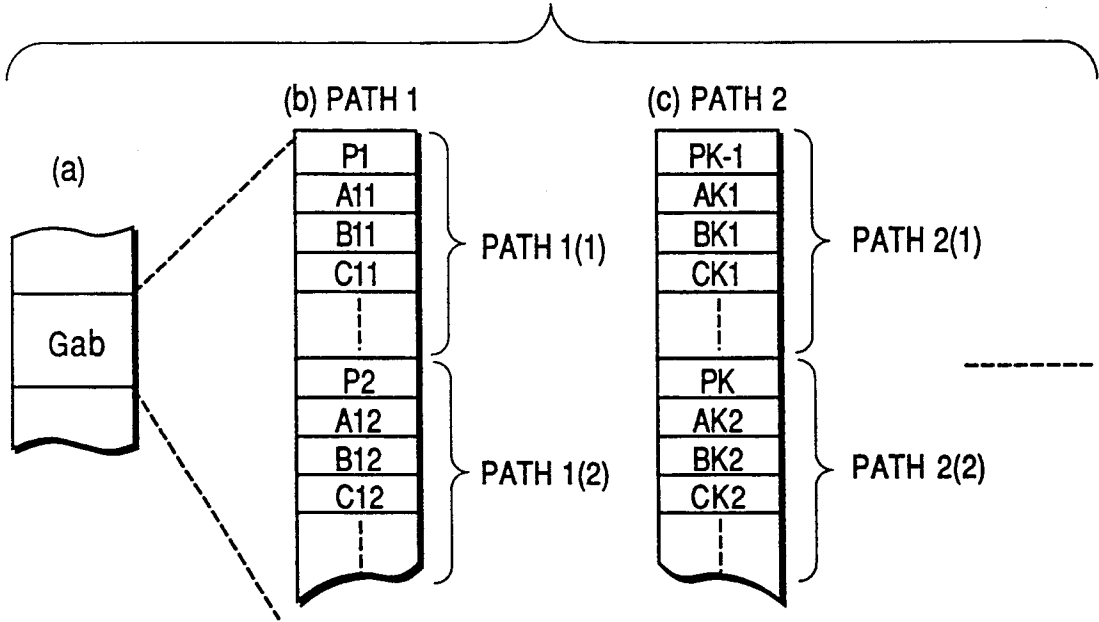 (a)
Gab
(b) PATH 1
P1
A11
B11
C11
PATH 1(1)
P2
A12
B12
C12
PATH 1(2)
(c) PATH 2
PK-1
AK1
BK1
CK1
PATH 2(1)
PK
AK2
BK2
CK2
PATH 2(2)